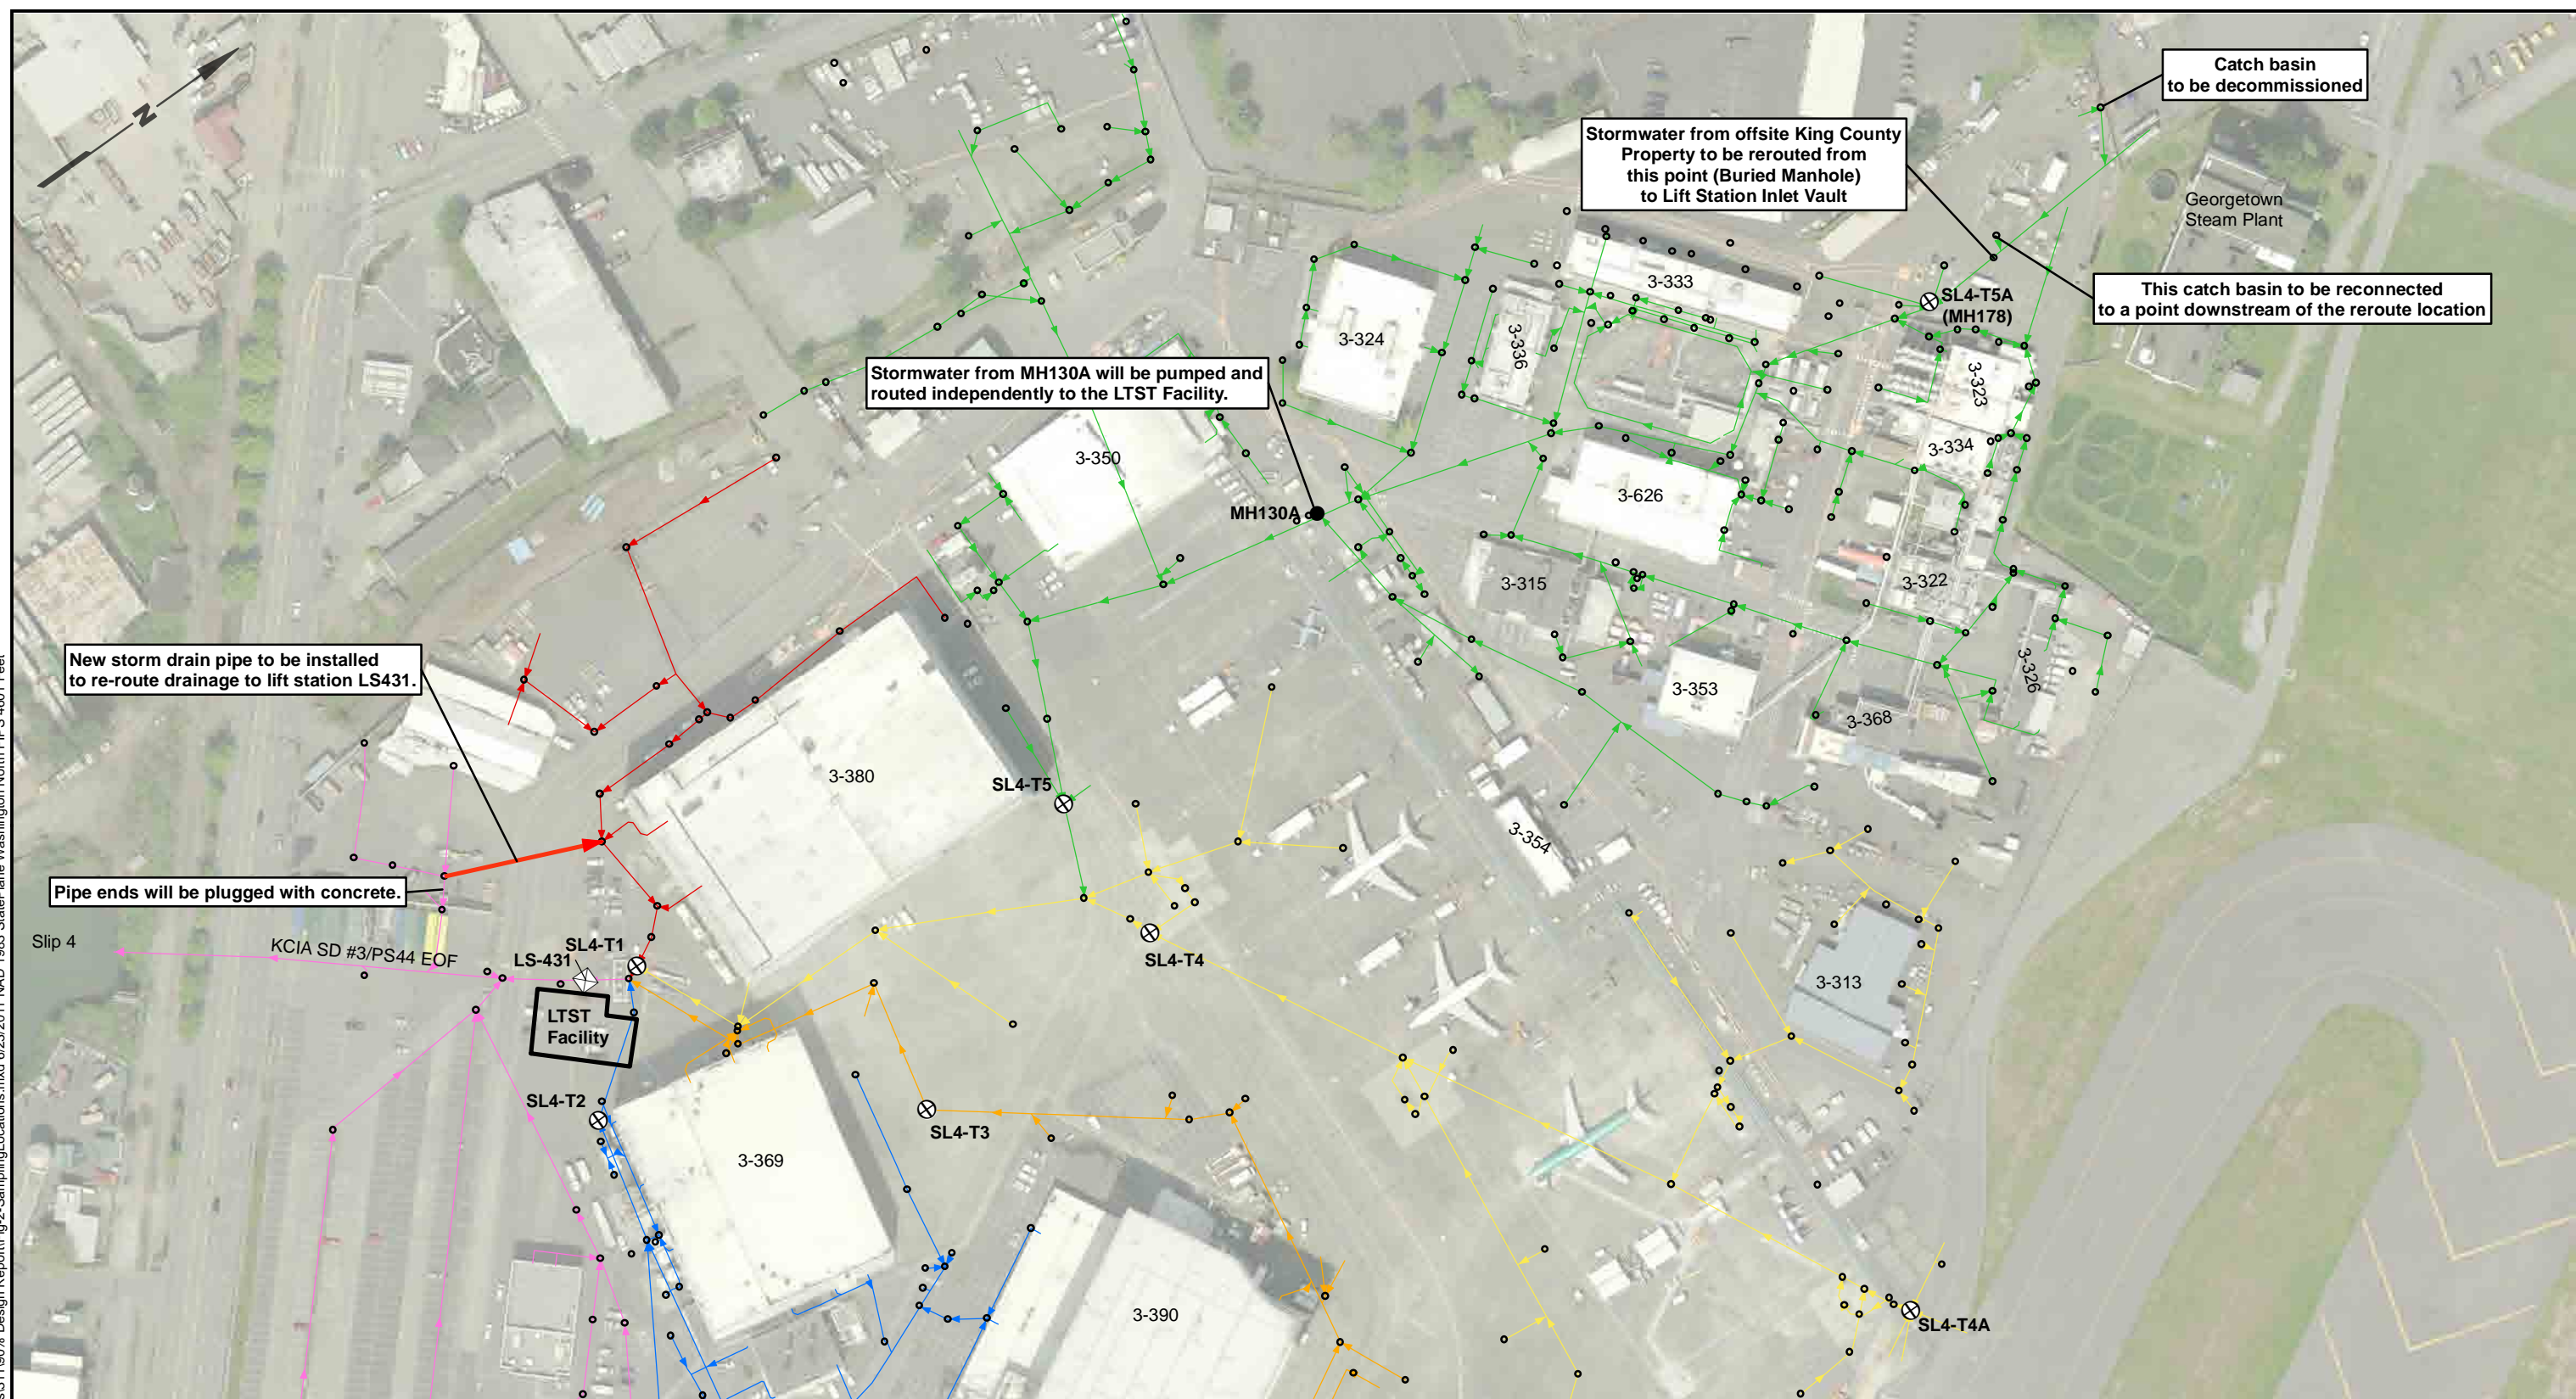 N
Catch basin
to be decommissioned
Stormwater from offsite King County
Property to be rerouted from
this point (Buried Manhole)
to Lift Station Inlet Vault
Georgetown
Steam Plant
This catch basin to be reconnected
to a point downstream of the reroute location
SL4-T5A
(MH178)
3-333
3-324
3-336
3-323
3-334
Stormwater from MH130A will be pumped and
routed independently to the LTST Facility.
3-350
3-626
MH130A
3-315
3-322
3-326
3-353
3-368
New storm drain pipe to be installed
to re-route drainage to lift station LS431.
3-380
SL4-T5
3-354
Pipe ends will be plugged with concrete.
Slip 4
KCIA SD #3/PS44 EOF
SL4-T1
LS-431
SL4-T4
3-313
LTST
Facility
SL4-T2
SL4-T3
3-369
3-390
SL4-T4A